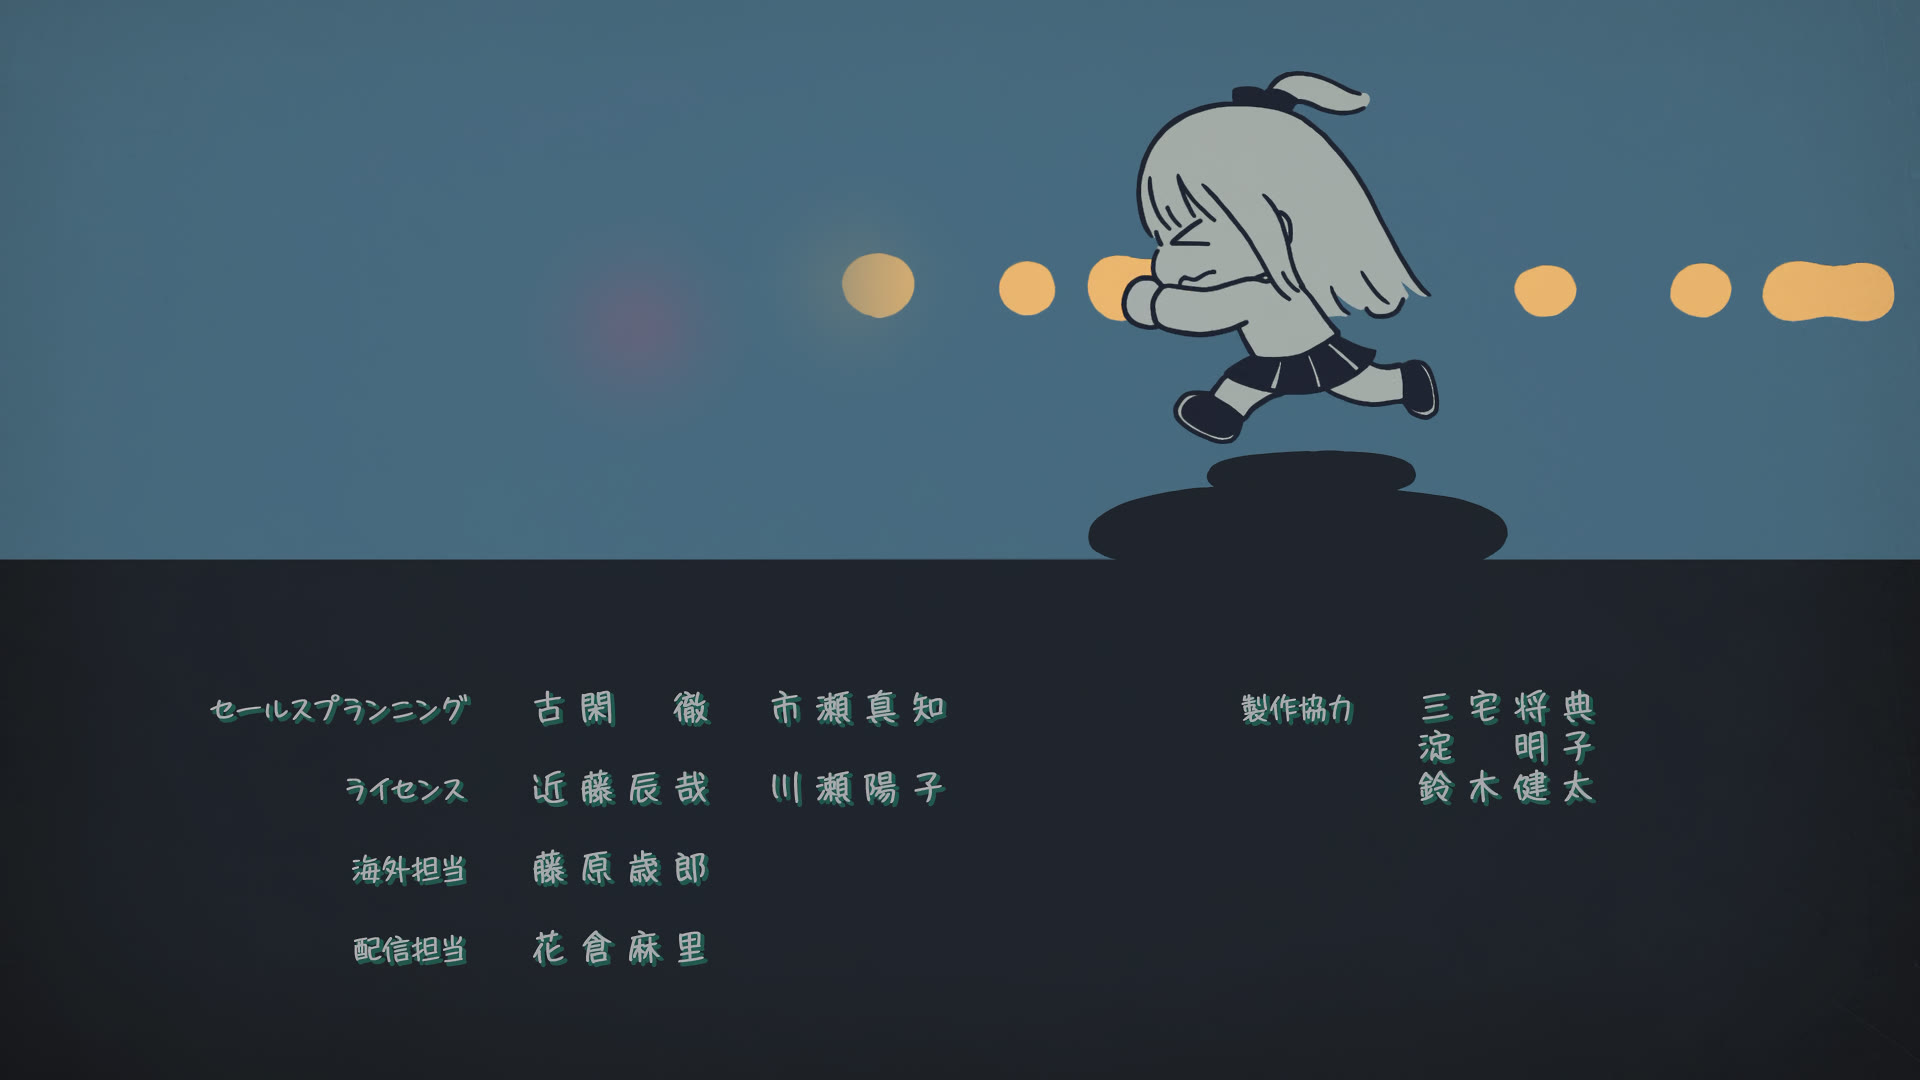 セールスプランニング 古閑 徹 市瀬真知
ライセンス 近藤辰哉 川瀬陽子
海外担当 藤原歳郎
配信担当 花倉麻里
製作協力 三宅将典
淀 明子
鈴木健太